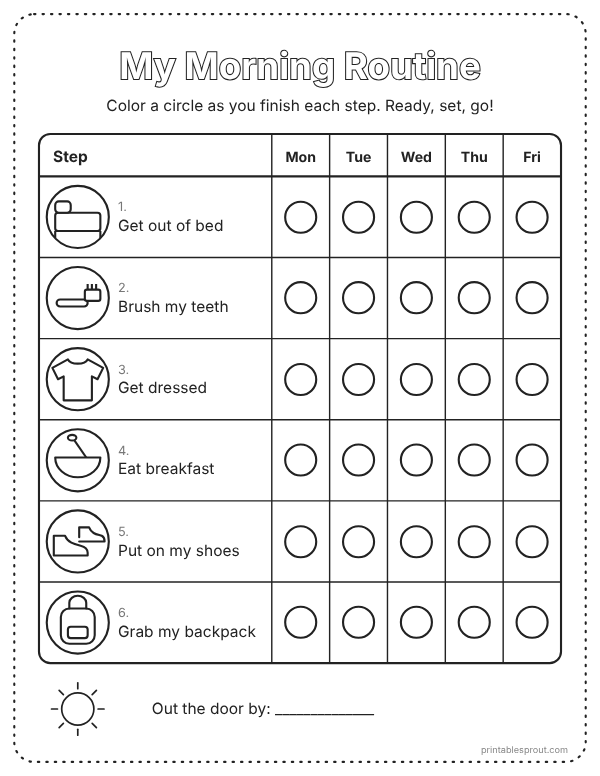 My Morning Routine
Color a circle as you finish each step. Ready, set, go!
Step Mon Tue Wed Thu Fri
1.
Get out of bed
2.
Brush my teeth
3.
Get dressed
4.
Eat breakfast
5.
Put on my shoes
6.
Grab my backpack
Out the door by: ______________
printablesprout.com